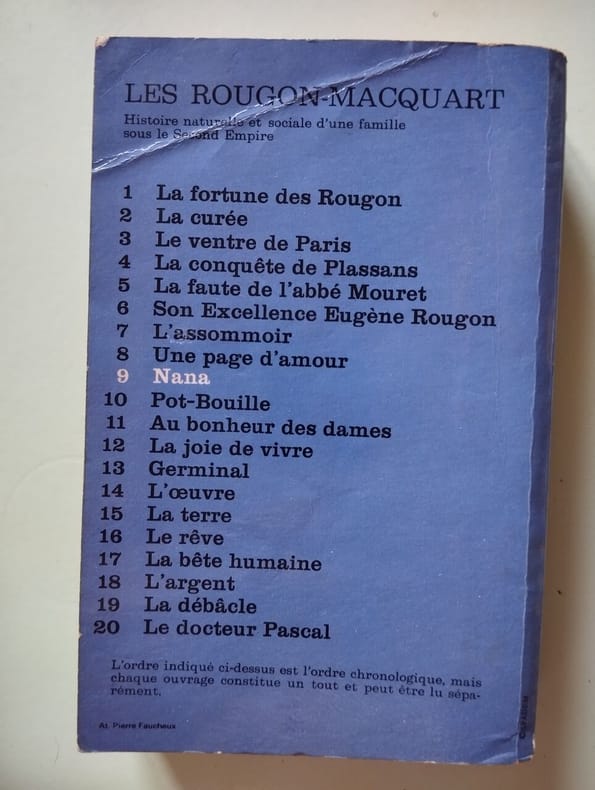 LES ROUGON-MACQUART
Histoire naturelle et sociale d'une famille
sous le Second Empire
1 La fortune des Rougon
2 La curée
3 Le ventre de Paris
4 La conquête de Plassans
5 La faute de l'abbé Mouret
6 Son Excellence Eugène Rougon
7 L'assommoir
8 Une page d'amour
9 Nana
10 Pot-Bouille
11 Au bonheur des dames
12 La joie de vivre
13 Germinal
14 L'œuvre
15 La terre
16 Le rêve
17 La bête humaine
18 L'argent
19 La débâcle
20 Le docteur Pascal
L'ordre indiqué ci-dessus est l'ordre chronologique, mais
chaque ouvrage constitue un tout et peut être lu sépa-
rément.
At. Pierre Faucheux